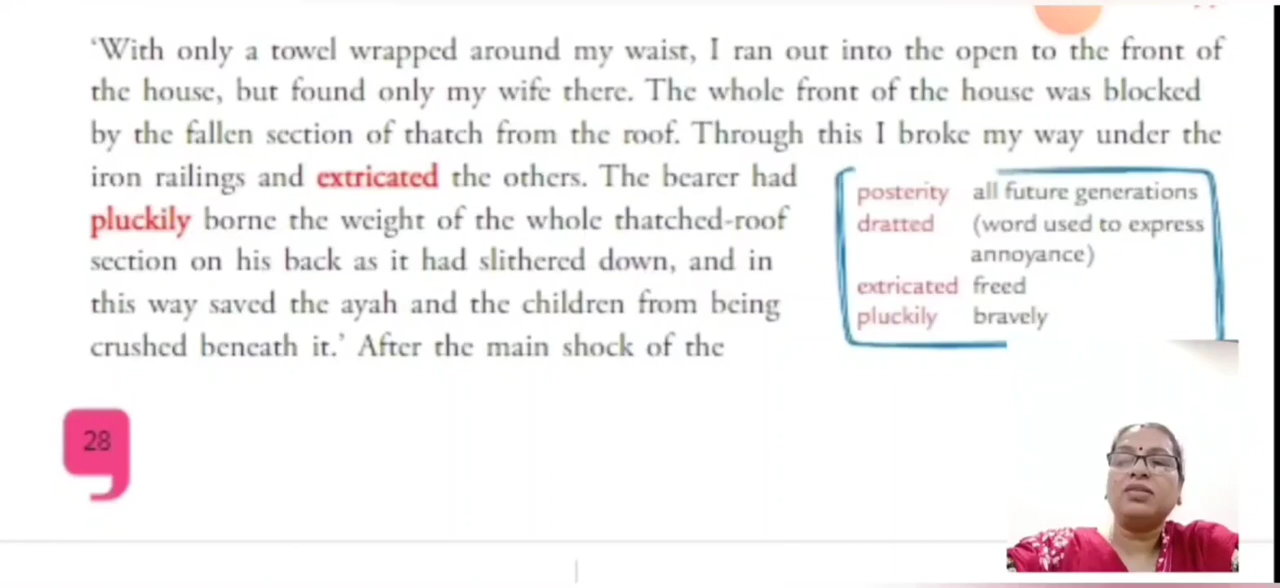 ‘With only a towel wrapped around my waist, I ran out into the open to the front of
the house, but found only my wife there. The whole front of the house was blocked
by the fallen section of thatch from the roof. Through this I broke my way under the
iron railings and extricated the others. The bearer had
pluckily borne the weight of the whole thatched-roof
section on his back as it had slithered down, and in
this way saved the ayah and the children from being
crushed beneath it.’ After the main shock of the
posterity all future generations
dratted (word used to express
annoyance)
extricated freed
pluckily bravely
28